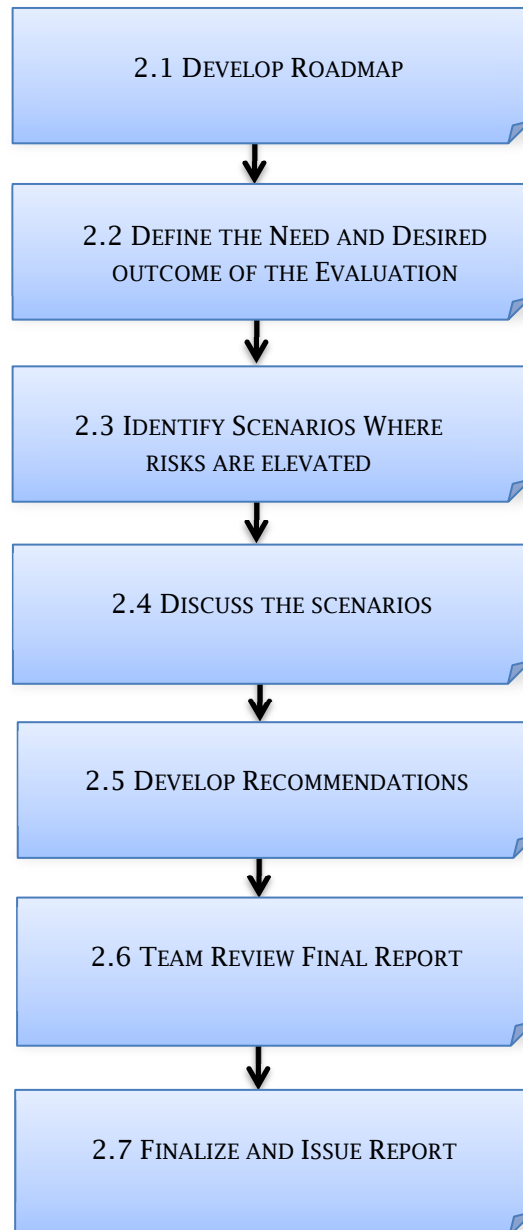 2.1 Develop Roadmap
2.2 Define the Need and Desired
outcome of the Evaluation
2.3 Identify Scenarios Where
risks are elevated
2.4 Discuss the scenarios
2.5 Develop Recommendations
2.6 Team Review Final Report
2.7 Finalize and Issue Report